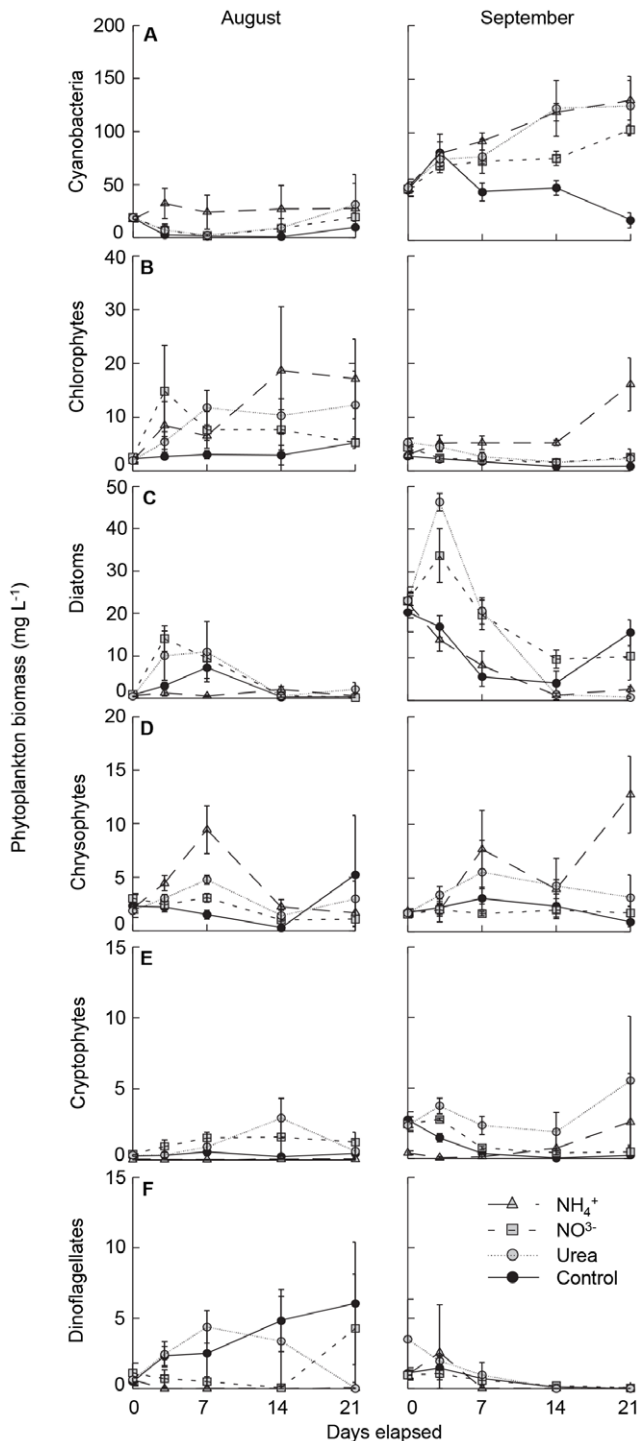 August September
A
200
150
100
50
0
Cyanobacteria
B
40
30
20
10
0
Chlorophytes
C
50
40
30
20
10
0
Diatoms
Phytoplankton biomass (mg L⁻¹)
D
20
15
10
5
0
Chrysophytes
E
15
10
5
0
Cryptophytes
F
15
10
5
0
Dinoflagellates
NH₄⁺
NO³⁻
Urea
Control
0 7 14 21 0 7 14 21
Days elapsed